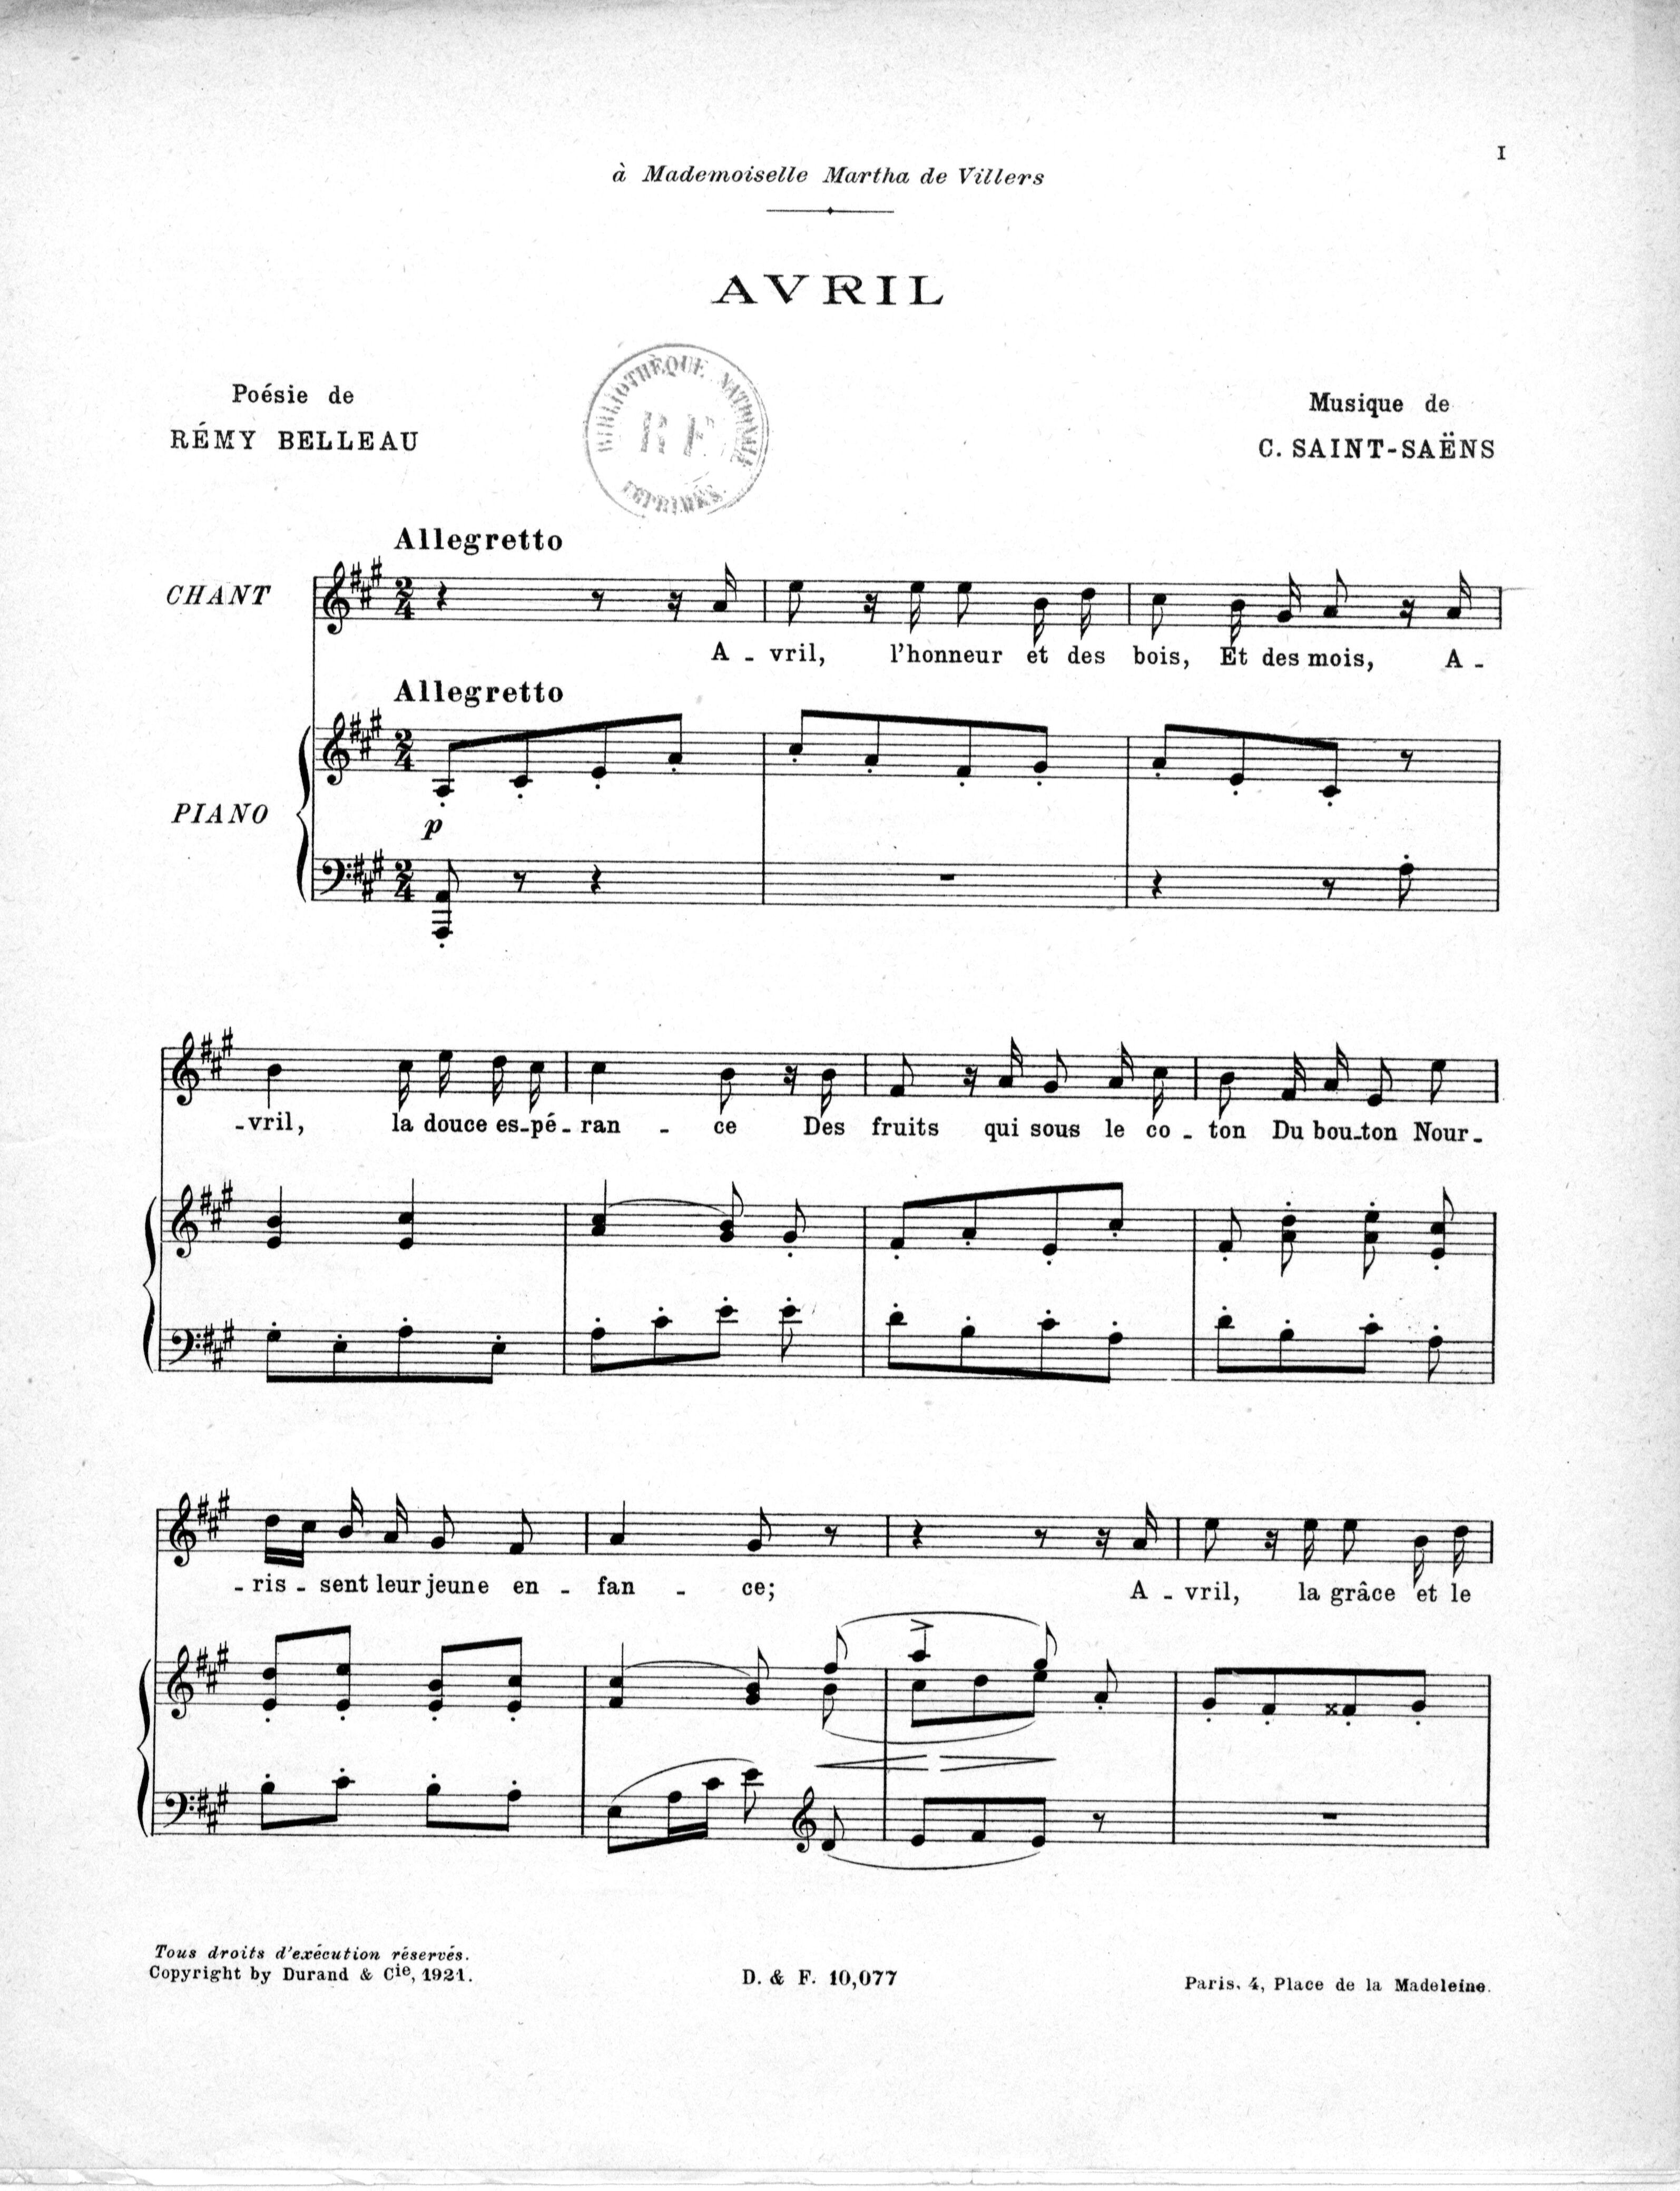 I
à Mademoiselle Martha de Villers
AVRIL
Poésie de
RÉMY BELLEAU
BIBLIOTHÈQUE NATIONALE
RF
IMPRIMÉS
Musique de
C. SAINT-SAËNS
Allegretto
CHANT
A - vril, l'honneur et des bois, Et des mois, A -
Allegretto
PIANO
p
-vril, la douce es-pé-ran - ce Des fruits qui sous le co - ton Du bou-ton Nour-
-ris - sent leur jeune en - fan - ce; A - vril, la grâce et le
Tous droits d'exécution réservés.
Copyright by Durand & Cie, 1921.
D. & F. 10,077
Paris. 4, Place de la Madeleine.